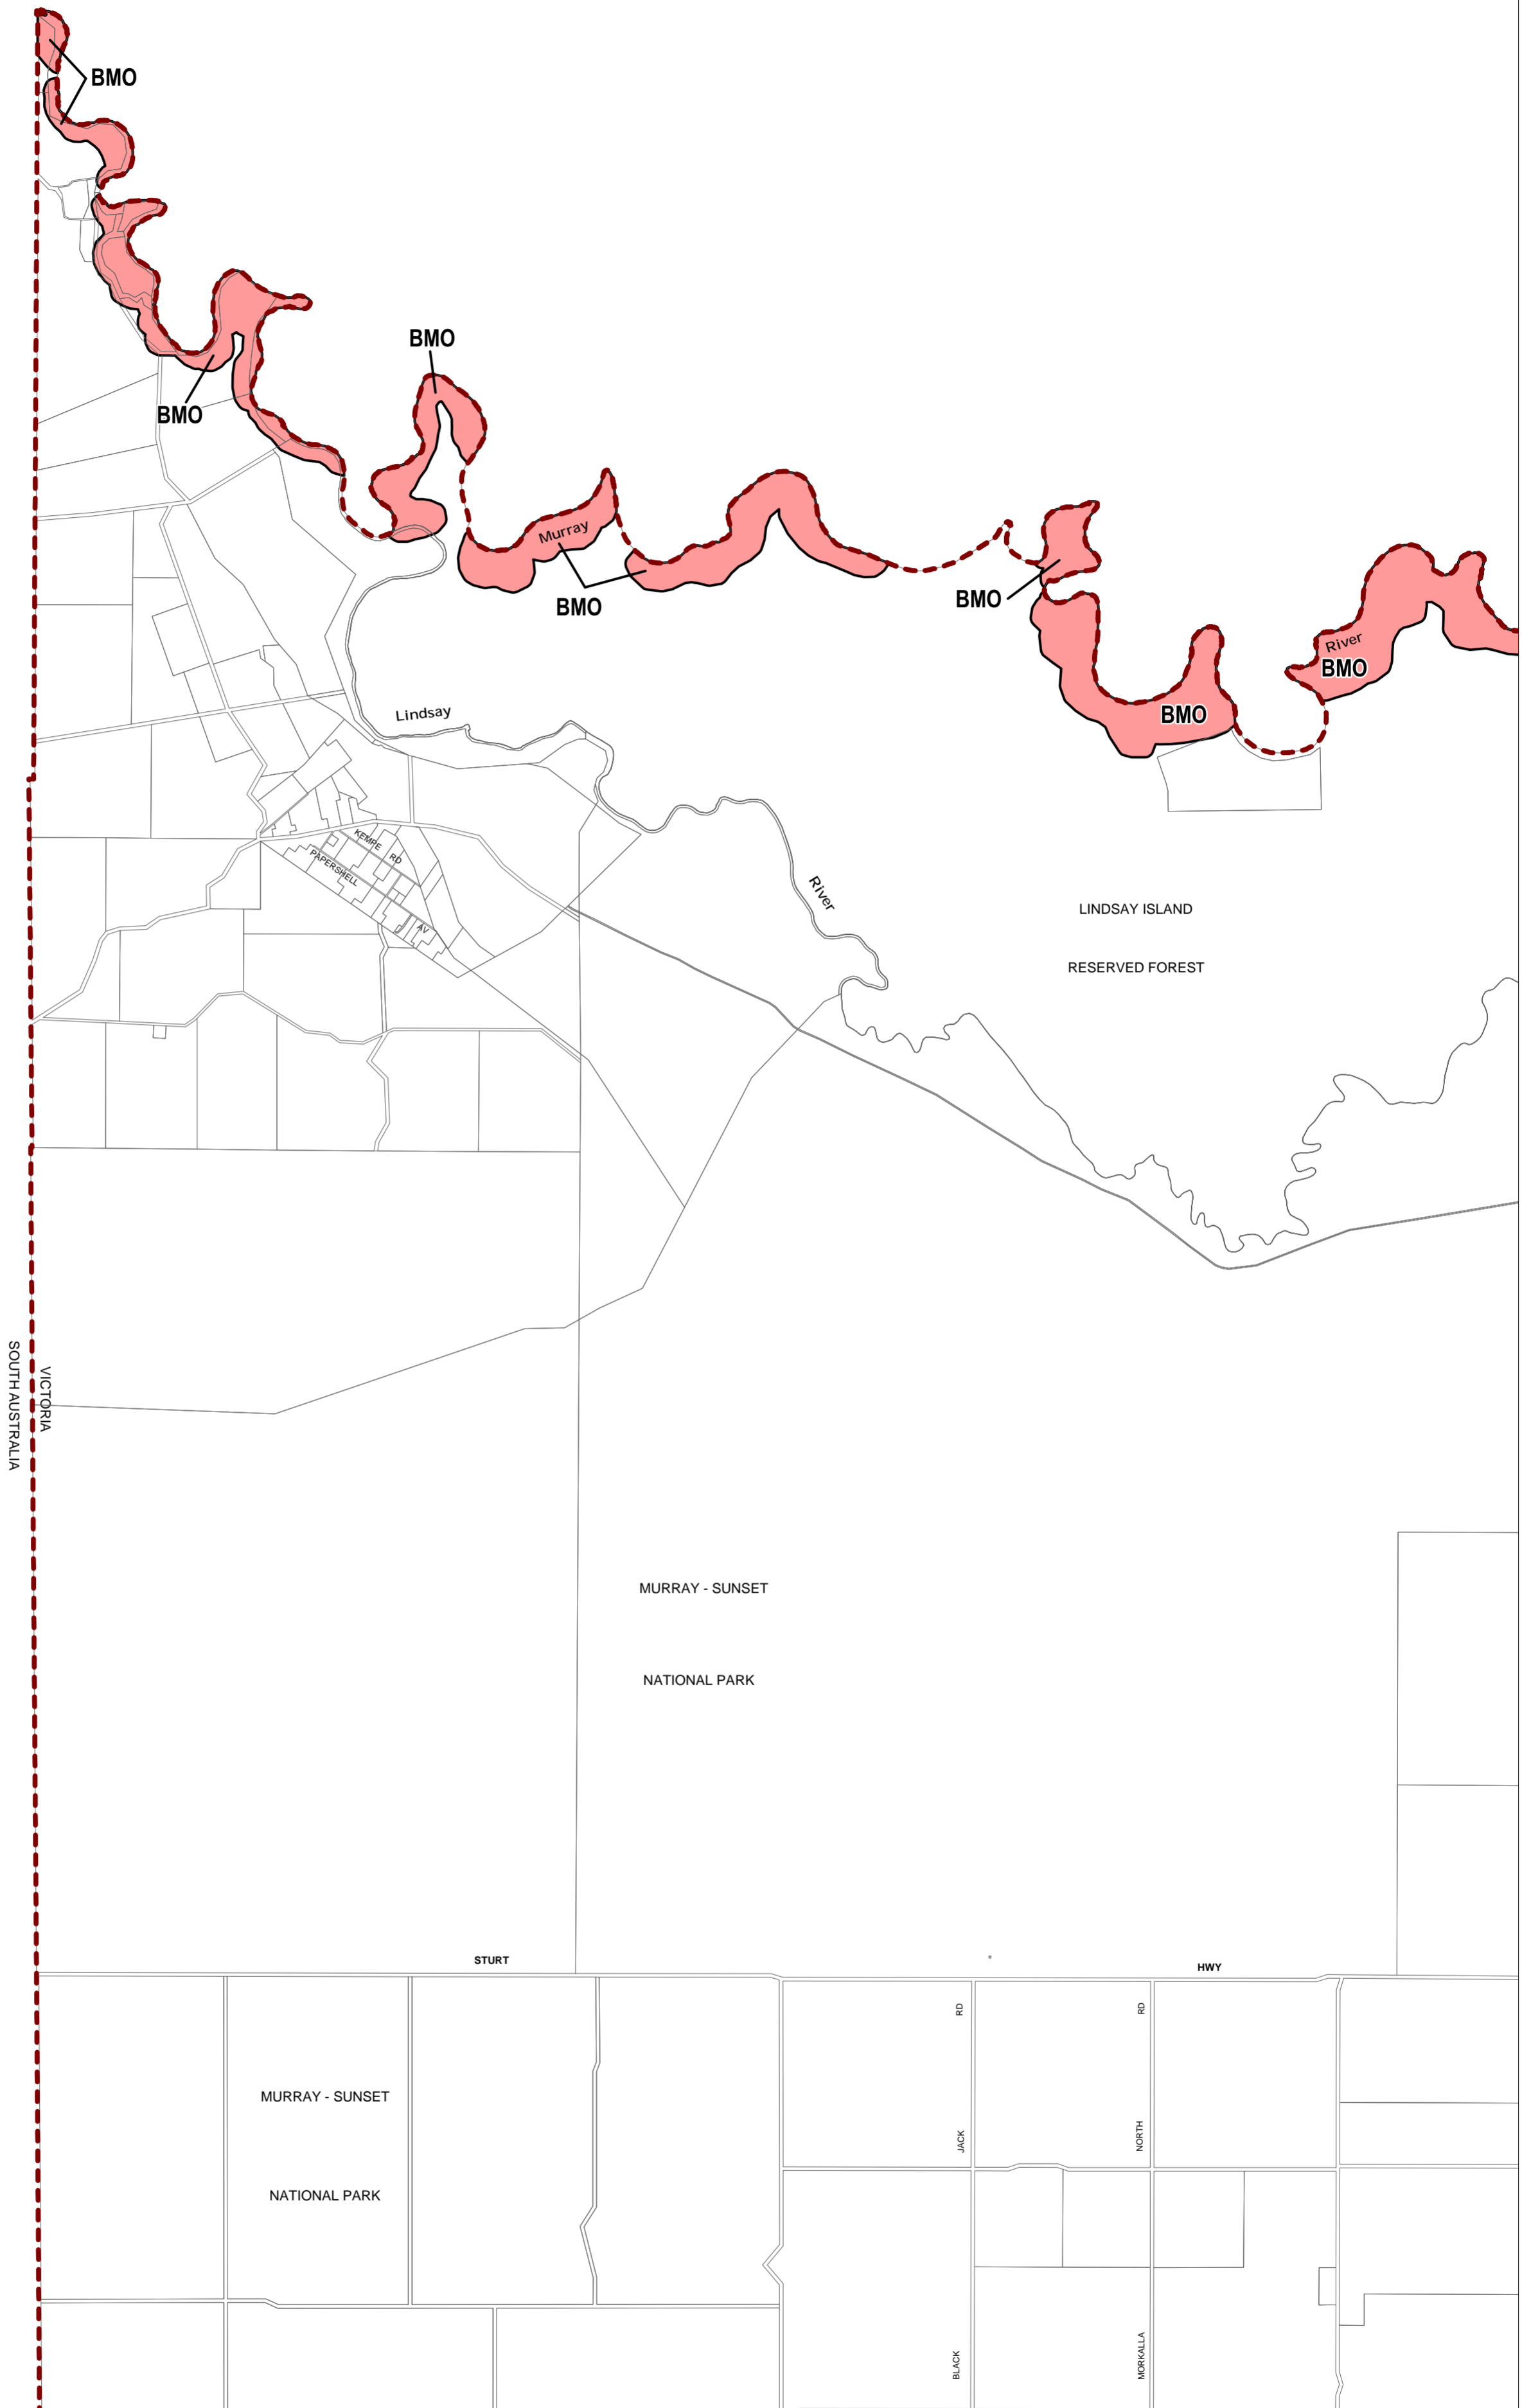 BMO
BMO
BMO
Murray
BMO
BMO
River
BMO
BMO
Lindsay
KEMPE RD
PAPERSHELL AV
River
LINDSAY ISLAND
RESERVED FOREST
SOUTH AUSTRALIA
VICTORIA
MURRAY - SUNSET
NATIONAL PARK
STURT HWY
RD
RD
MURRAY - SUNSET
JACK
NORTH
NATIONAL PARK
BLACK
MORKALLA